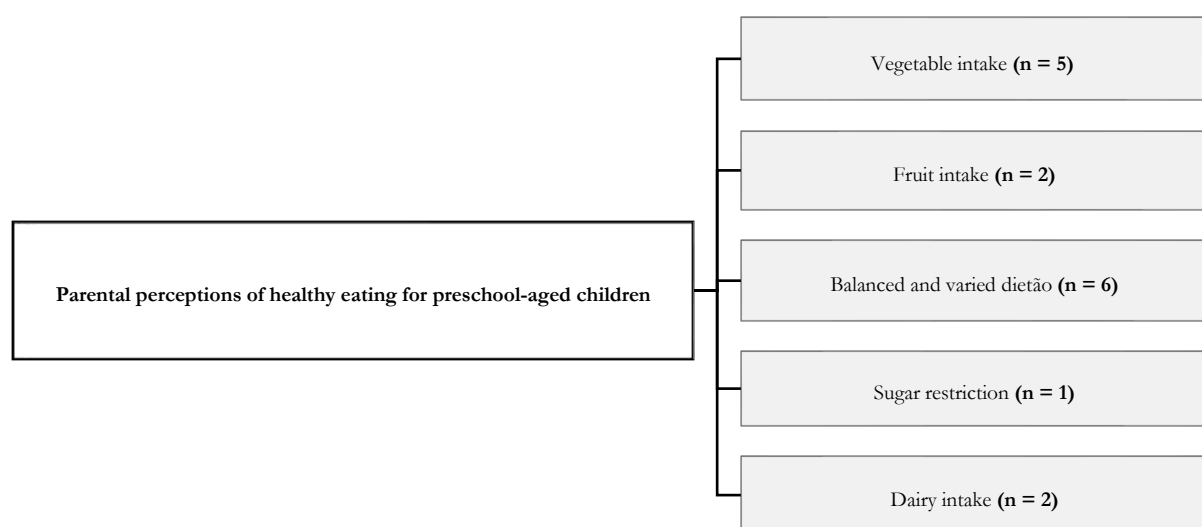 Vegetable intake (n = 5)
Fruit intake (n = 2)
Parental perceptions of healthy eating for preschool-aged children
Balanced and varied dietão (n = 6)
Sugar restriction (n = 1)
Dairy intake (n = 2)